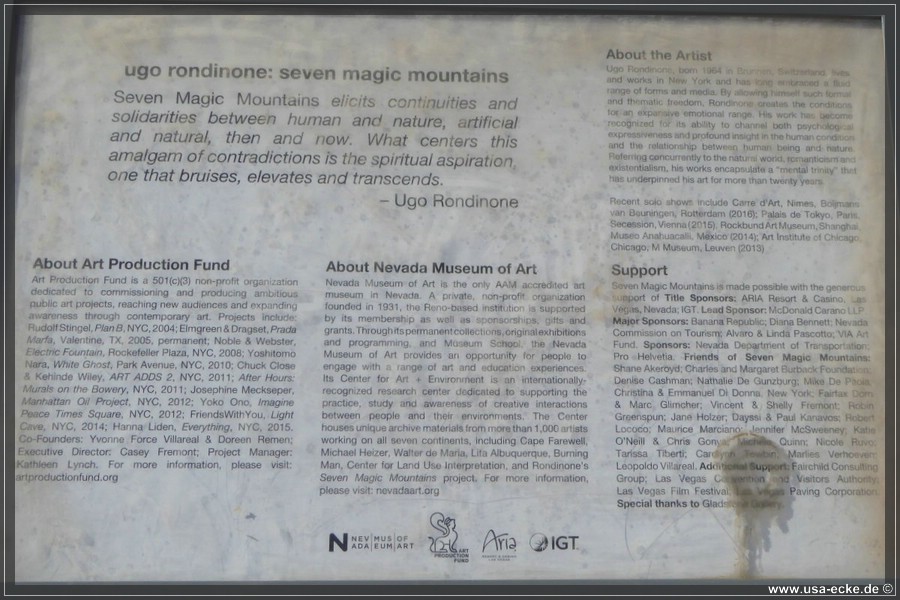 ugo rondinone: seven magic mountains
Seven Magic Mountains elicits continuities and
solidarities between human and nature, artificial
and natural, then and now. What centers this
amalgam of contradictions is the spiritual aspiration,
one that bruises, elevates and transcends.
– Ugo Rondinone
About the Artist
Ugo Rondinone, born 1964 in Brunnen, Switzerland, lives
and works in New York and has long embraced a fluid
range of forms and media. By allowing himself such formal
and thematic freedom, Rondinone creates the conditions
for an expansive emotional range. His work has become
recognized for its ability to channel both psychological
expressiveness and profound insight in the human condition
and the relationship between human being and nature.
Referring concurrently to the natural world, romanticism and
existentialism, his works encapsulate a "mental trinity" that
has underpinned his art for more than twenty years.
Recent solo shows include Carre d'Art, Nimes, Boijmans
van Beuningen, Rotterdam (2016); Palais de Tokyo, Paris,
Secession, Vienna (2015), Rockbund Art Museum, Shanghai,
Museo Anahuacalli, Mexico (2014); Art Institute of Chicago,
Chicago, M Museum, Leuven (2013)
About Art Production Fund
Art Production Fund is a 501(c)(3) non-profit organization
dedicated to commissioning and producing ambitious
public art projects, reaching new audiences and expanding
awareness through contemporary art. Projects include:
Rudolf Stingel, Plan B, NYC, 2004; Elmgreen & Dragset, Prada
Marfa, Valentine, TX, 2005, permanent; Noble & Webster,
Electric Fountain, Rockefeller Plaza, NYC, 2008; Yoshitomo
Nara, White Ghost, Park Avenue, NYC, 2010; Chuck Close
& Kehinde Wiley, ART ADDS 2, NYC, 2011; After Hours:
Murals on the Bowery, NYC, 2011; Josephine Meckseper,
Manhattan Oil Project, NYC, 2012; Yoko Ono, Imagine
Peace Times Square, NYC, 2012; FriendsWithYou, Light
Cave, NYC, 2014; Hanna Liden, Everything, NYC, 2015.
Co-Founders: Yvonne Force Villareal & Doreen Remen;
Executive Director: Casey Fremont; Project Manager:
Kathleen Lynch. For more information, please visit:
artproductionfund.org
About Nevada Museum of Art
Nevada Museum of Art is the only AAM accredited art
museum in Nevada. A private, non-profit organization
founded in 1931, the Reno-based institution is supported
by its membership as well as sponsorships, gifts and
grants. Through its permanent collections, original exhibitions
and programming, and Museum School, the Nevada
Museum of Art provides an opportunity for people to
engage with a range of art and education experiences.
Its Center for Art + Environment is an internationally-
recognized research center dedicated to supporting the
practice, study and awareness of creative interactions
between people and their environments. The Center
houses unique archive materials from more than 1,000 artists
working on all seven continents, including Cape Farewell,
Michael Heizer, Walter de Maria, Lita Albuquerque, Burning
Man, Center for Land Use Interpretation, and Rondinone's
Seven Magic Mountains project. For more information,
please visit: nevadaart.org
Support
Seven Magic Mountains is made possible with the generous
support of Title Sponsors: ARIA Resort & Casino, Las
Vegas, Nevada; IGT. Lead Sponsor: McDonald Carano LLP
Major Sponsors: Banana Republic; Diana Bennett; Nevada
Commission on Tourism; Alvaro & Linda Pascotto; VIA Art
Fund. Sponsors: Nevada Department of Transportation;
Pro Helvetia. Friends of Seven Magic Mountains:
Shane Akeroyd; Charles and Margaret Burback Foundation;
Denise Cashman; Nathalie De Gunzburg; Mike De Paola;
Christina & Emmanuel Di Donna, New York; Fairfax Dorn
& Marc Glimcher; Vincent & Shelly Fremont; Robin
Greenspun; Jane Holzer; Dayssi & Paul Kanavos; Robert
Lococo; Maurice Marciano; Jennifer McSweeney; Katie
O'Neill & Chris Quinn; Nicole Ruvo;
Tarissa Tiberti; Marlies Verhoeven;
Leopoldo Villareal. Additional Support: Fairchild Consulting
Group; Las Vegas Convention and Visitors Authority;
Las Vegas Film Festival; Las Vegas Paving Corporation;
Special thanks to
NEV MUS OF
ADA EUM ART
ART
PRODUCTION
FUND
Aria
IGT
www.usa-ecke.de ©